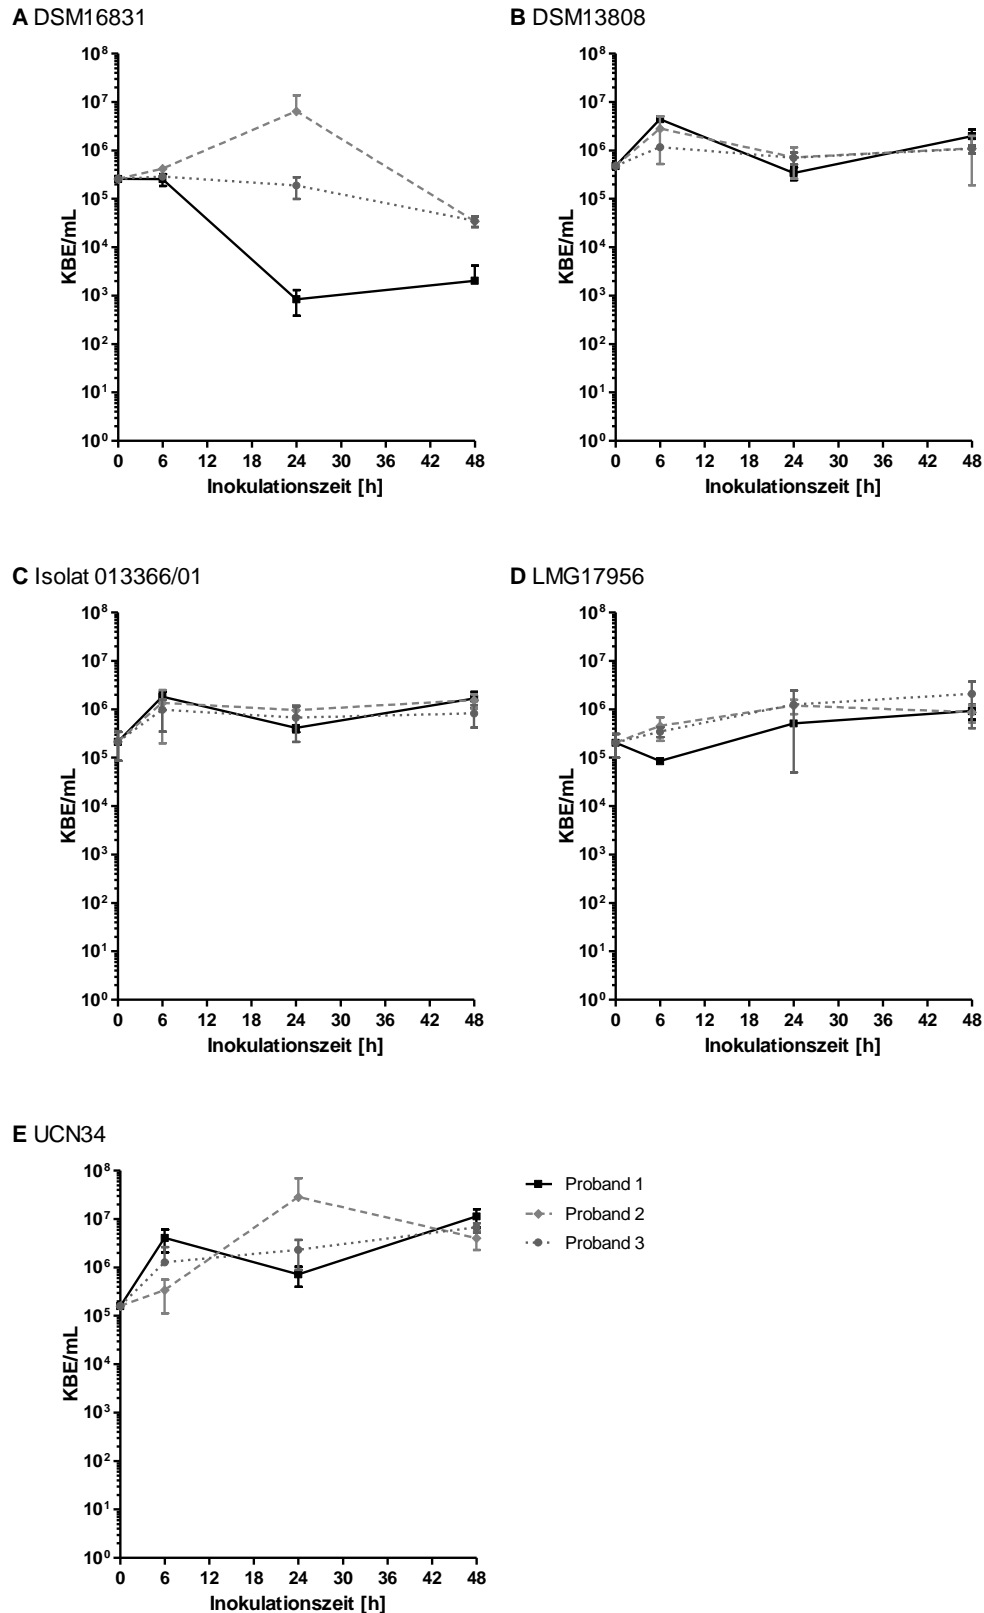 A DSM16831
10⁸
10⁷
10⁶
10⁵
10⁴
10³
10²
10¹
10⁰
KBE/mL
0 6 12 18 24 30 36 42 48
Inokulationszeit [h]
B DSM13808
10⁸
10⁷
10⁶
10⁵
10⁴
10³
10²
10¹
10⁰
KBE/mL
0 6 12 18 24 30 36 42 48
Inokulationszeit [h]
C Isolat 013366/01
10⁸
10⁷
10⁶
10⁵
10⁴
10³
10²
10¹
10⁰
KBE/mL
0 6 12 18 24 30 36 42 48
Inokulationszeit [h]
D LMG17956
10⁸
10⁷
10⁶
10⁵
10⁴
10³
10²
10¹
10⁰
KBE/mL
0 6 12 18 24 30 36 42 48
Inokulationszeit [h]
E UCN34
10⁸
10⁷
10⁶
10⁵
10⁴
10³
10²
10¹
10⁰
KBE/mL
0 6 12 18 24 30 36 42 48
Inokulationszeit [h]
Proband 1
Proband 2
Proband 3